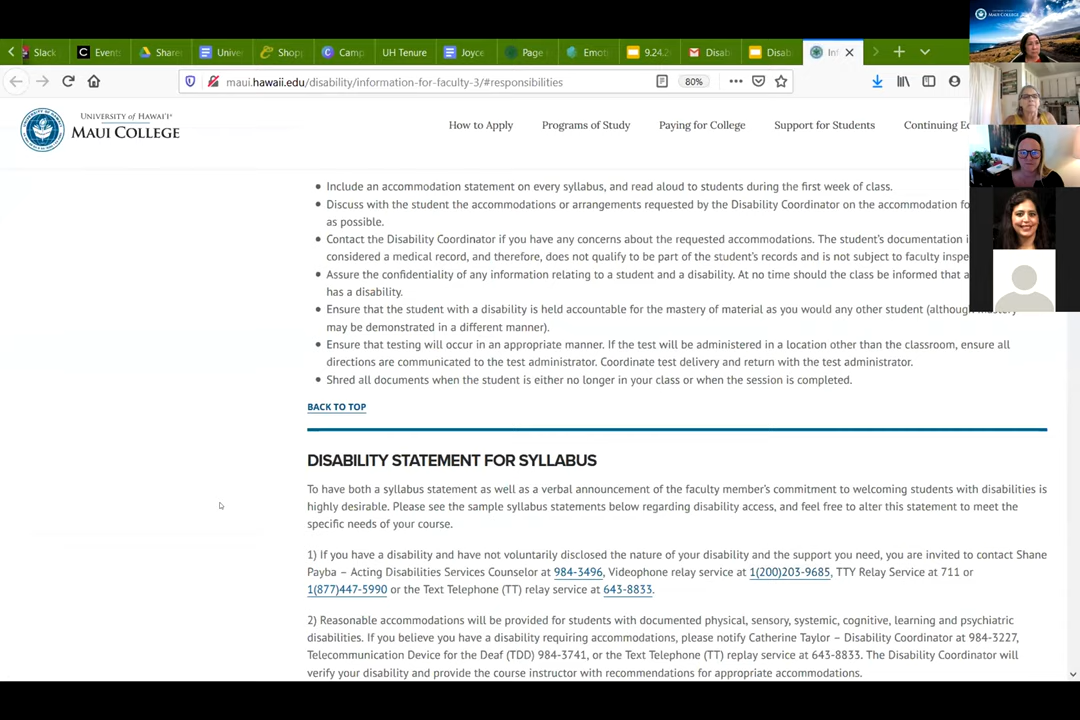 Slack
Events
Share
Univer
Shop
Camp
UH Tenure
Joyce
Page
Emot
9.24.2
Disab
Disab
In
maui.hawaii.edu/disability/information-for-faculty-3/#responsibilities
80%
UNIVERSITY OF HAWAIʻI®
MAUI COLLEGE
How to Apply
Programs of Study
Paying for College
Support for Students
Continuing Ed
MAUI COLLEGE
Include an accommodation statement on every syllabus, and read aloud to students during the first week of class.
Discuss with the student the accommodations or arrangements requested by the Disability Coordinator on the accommodation fo
as possible.
Contact the Disability Coordinator if you have any concerns about the requested accommodations. The student's documentation i
considered a medical record, and therefore, does not qualify to be part of the student's records and is not subject to faculty inspe
Assure the confidentiality of any information relating to a student and a disability. At no time should the class be informed that a
has a disability.
Ensure that the student with a disability is held accountable for the mastery of material as you would any other student (although mastery
may be demonstrated in a different manner).
Ensure that testing will occur in an appropriate manner. If the test will be administered in a location other than the classroom, ensure all
directions are communicated to the test administrator. Coordinate test delivery and return with the test administrator.
Shred all documents when the student is either no longer in your class or when the session is completed.
BACK TO TOP
DISABILITY STATEMENT FOR SYLLABUS
To have both a syllabus statement as well as a verbal announcement of the faculty member's commitment to welcoming students with disabilities is
highly desirable. Please see the sample syllabus statements below regarding disability access, and feel free to alter this statement to meet the
specific needs of your course.
1) If you have a disability and have not voluntarily disclosed the nature of your disability and the support you need, you are invited to contact Shane
Payba – Acting Disabilities Services Counselor at 984-3496, Videophone relay service at 1(200)203-9685, TTY Relay Service at 711 or
1(877)447-5990 or the Text Telephone (TT) relay service at 643-8833.
2) Reasonable accommodations will be provided for students with documented physical, sensory, systemic, cognitive, learning and psychiatric
disabilities. If you believe you have a disability requiring accommodations, please notify Catherine Taylor – Disability Coordinator at 984-3227,
Telecommunication Device for the Deaf (TDD) 984-3741, or the Text Telephone (TT) replay service at 643-8833. The Disability Coordinator will
verify your disability and provide the course instructor with recommendations for appropriate accommodations.